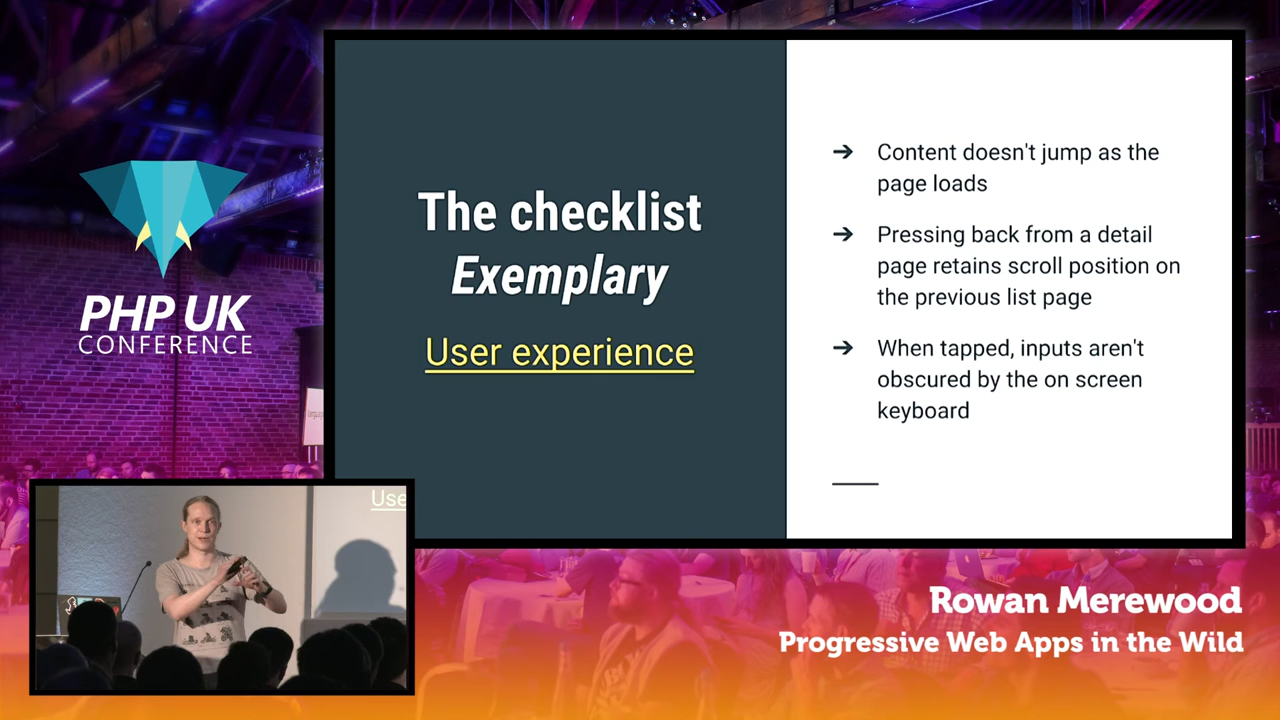 PHP UK
CONFERENCE
The checklist
Exemplary
User experience
➔ Content doesn't jump as the
page loads
➔ Pressing back from a detail
page retains scroll position on
the previous list page
➔ When tapped, inputs aren't
obscured by the on screen
keyboard
Use
Rowan Merewood
Progressive Web Apps in the Wild